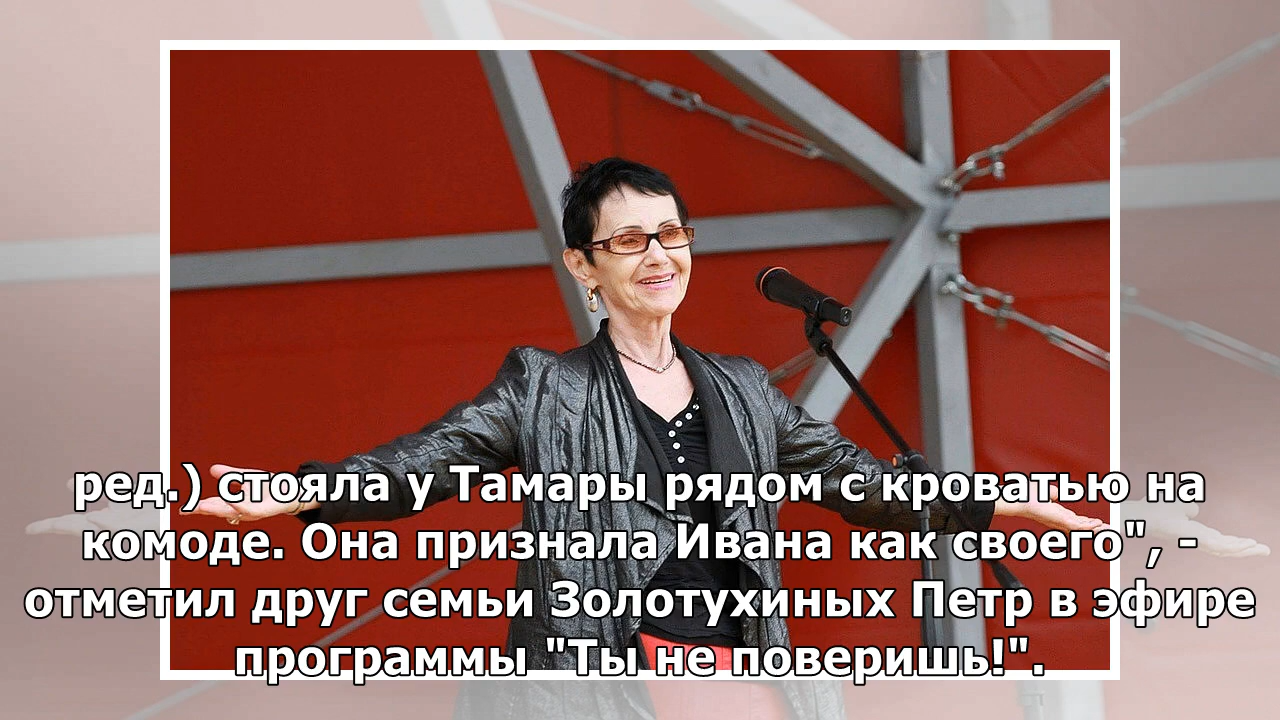 ред.) стояла у Тамары рядом с кроватью на
комоде. Она признала Ивана как своего", -
отметил друг семьи Золотухиных Петр в эфире
программы "Ты не поверишь!".